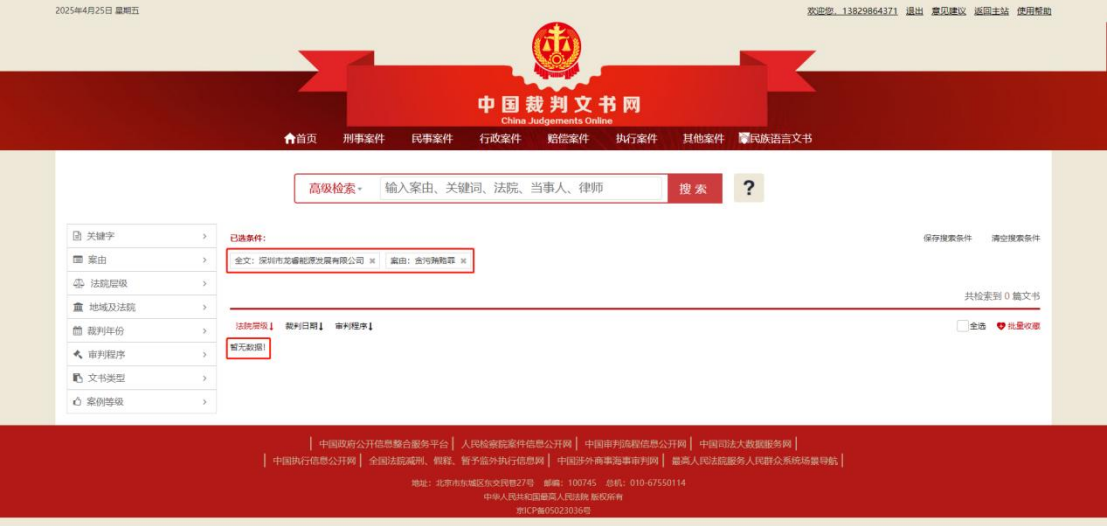 2025年4月25日 星期五
欢迎您，13829864371 退出 意见建议 返回主站 使用帮助
中国裁判文书网
China Judgements Online
首页 刑事案件 民事案件 行政案件 赔偿案件 执行案件 其他案件 民族语言文书
高级检索 输入案由、关键词、法院、当事人、律师 搜索 ?
关键字
案由
法院层级
地域及法院
裁判年份
审判程序
文书类型
案例等级
已选条件：
保存搜索条件 清空搜索条件
全文：深圳市龙睿能源发展有限公司 × 案由：贪污贿赂罪 ×
共检索到 0 篇文书
法院层级↓ 裁判日期↓ 审判程序↓
全选 批量收藏
暂无数据!
| 中国政府公开信息整合服务平台 | 人民检察院案件信息公开网 | 中国审判流程信息公开网 | 中国司法大数据服务网 |
| 中国执行信息公开网 | 全国法院减刑、假释、暂予监外执行信息网 | 中国涉外商事海事审判网 | 最高人民法院服务人民群众系统场景导航 |
地址：北京市东城区东交民巷27号 邮编：100745 总机：010-67550114
中华人民共和国最高人民法院 版权所有
京ICP备05023036号